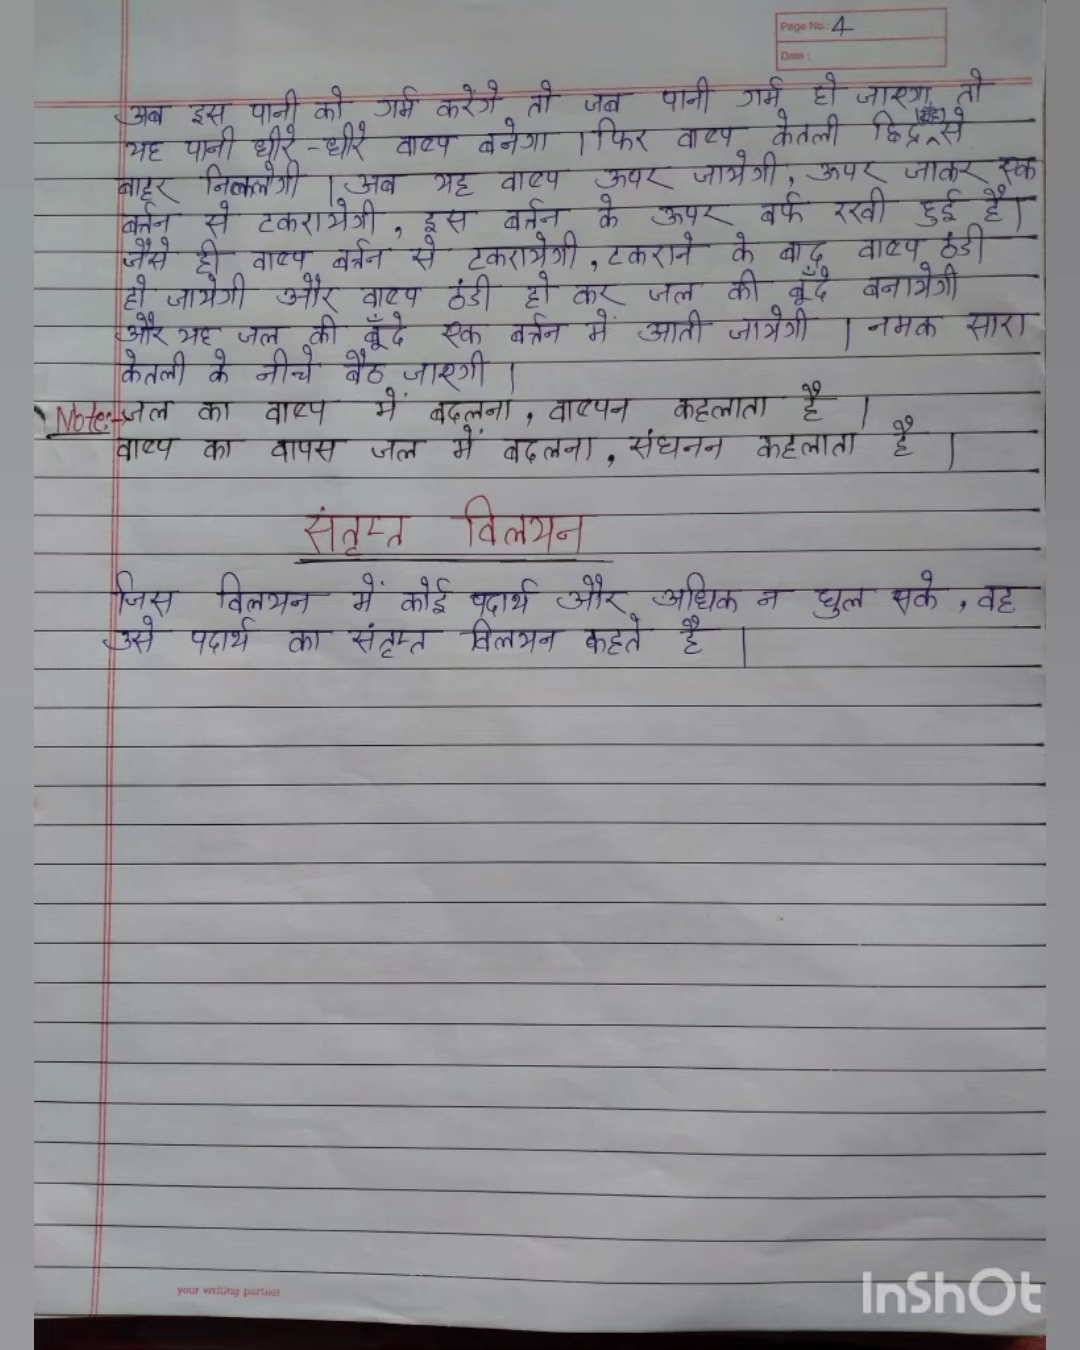 Page No.: 4
Date :
अब इस पानी को गर्म करेंगे तो जब पानी गर्म हो जाएगा, तो
यह पानी धीरे-धीरे वाष्प बनेगा । फिर वाष्प केतली छिद्र से
बाहर निकलेगी । अब यह वाष्प ऊपर जायेगी, ऊपर जाकर एक
बर्तन से टकरायेगी, इस बर्तन के ऊपर बर्फ रखी हुई है।
जैसे ही वाष्प बर्तन से टकरायेगी, टकराने के बाद वाष्प ठंडी
हो जायेगी और वाष्प ठंडी हो कर जल की बूँदे बनायेगी
और यह जल की बूँदे एक बर्तन में आती जायेगी । नमक सारा
केतली के नीचे बैठ जाएगी ।
Note:- जल का वाष्प में बदलना, वाष्पन कहलाता है ।
वाष्प का वापस जल में बदलना, संघनन कहलाता है ।
संतृप्त विलयन
जिस विलयन में कोई पदार्थ और अधिक न घुल सके, वह
उसे पदार्थ का संतृप्त विलयन कहते है ।
your writing partner
InShOt